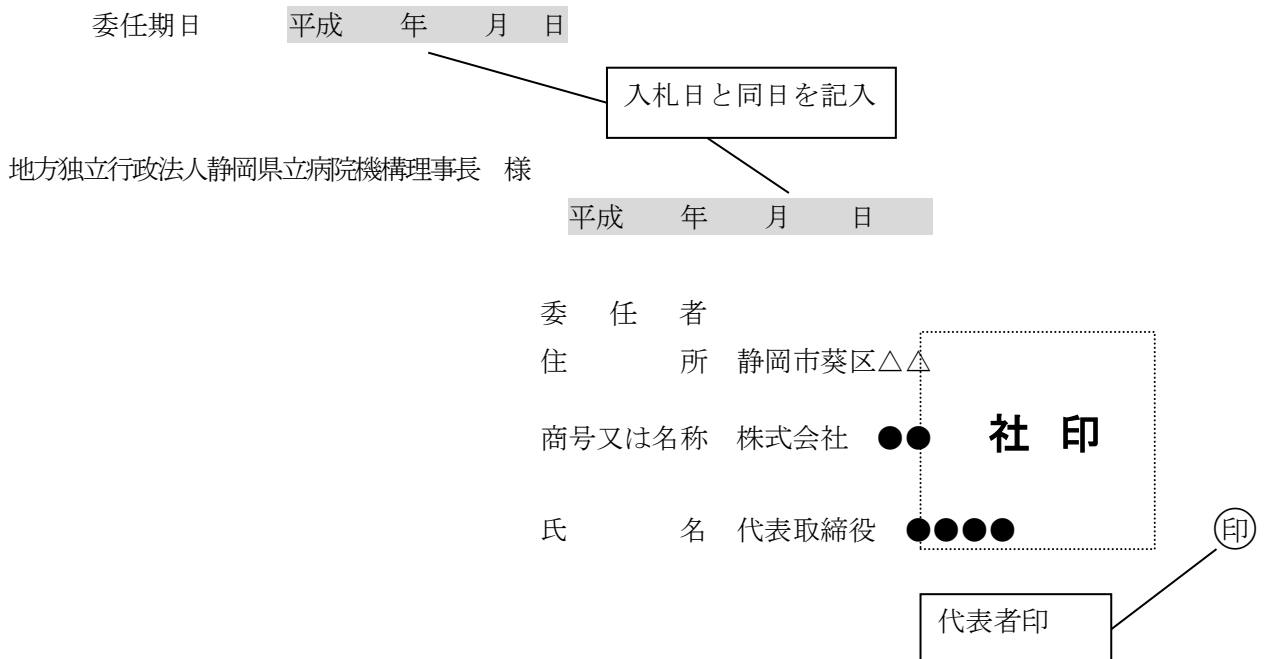 委任期日　　平成　　年　　月　日
入札日と同日を記入
地方独立行政法人静岡県立病院機構理事長　様
平成　　年　　月　　日
委　任　者
住　　　所　静岡市葵区△△
商号又は名称　株式会社　●●
社 印
氏　　　名　代表取締役　●●●●　㊞
代表者印